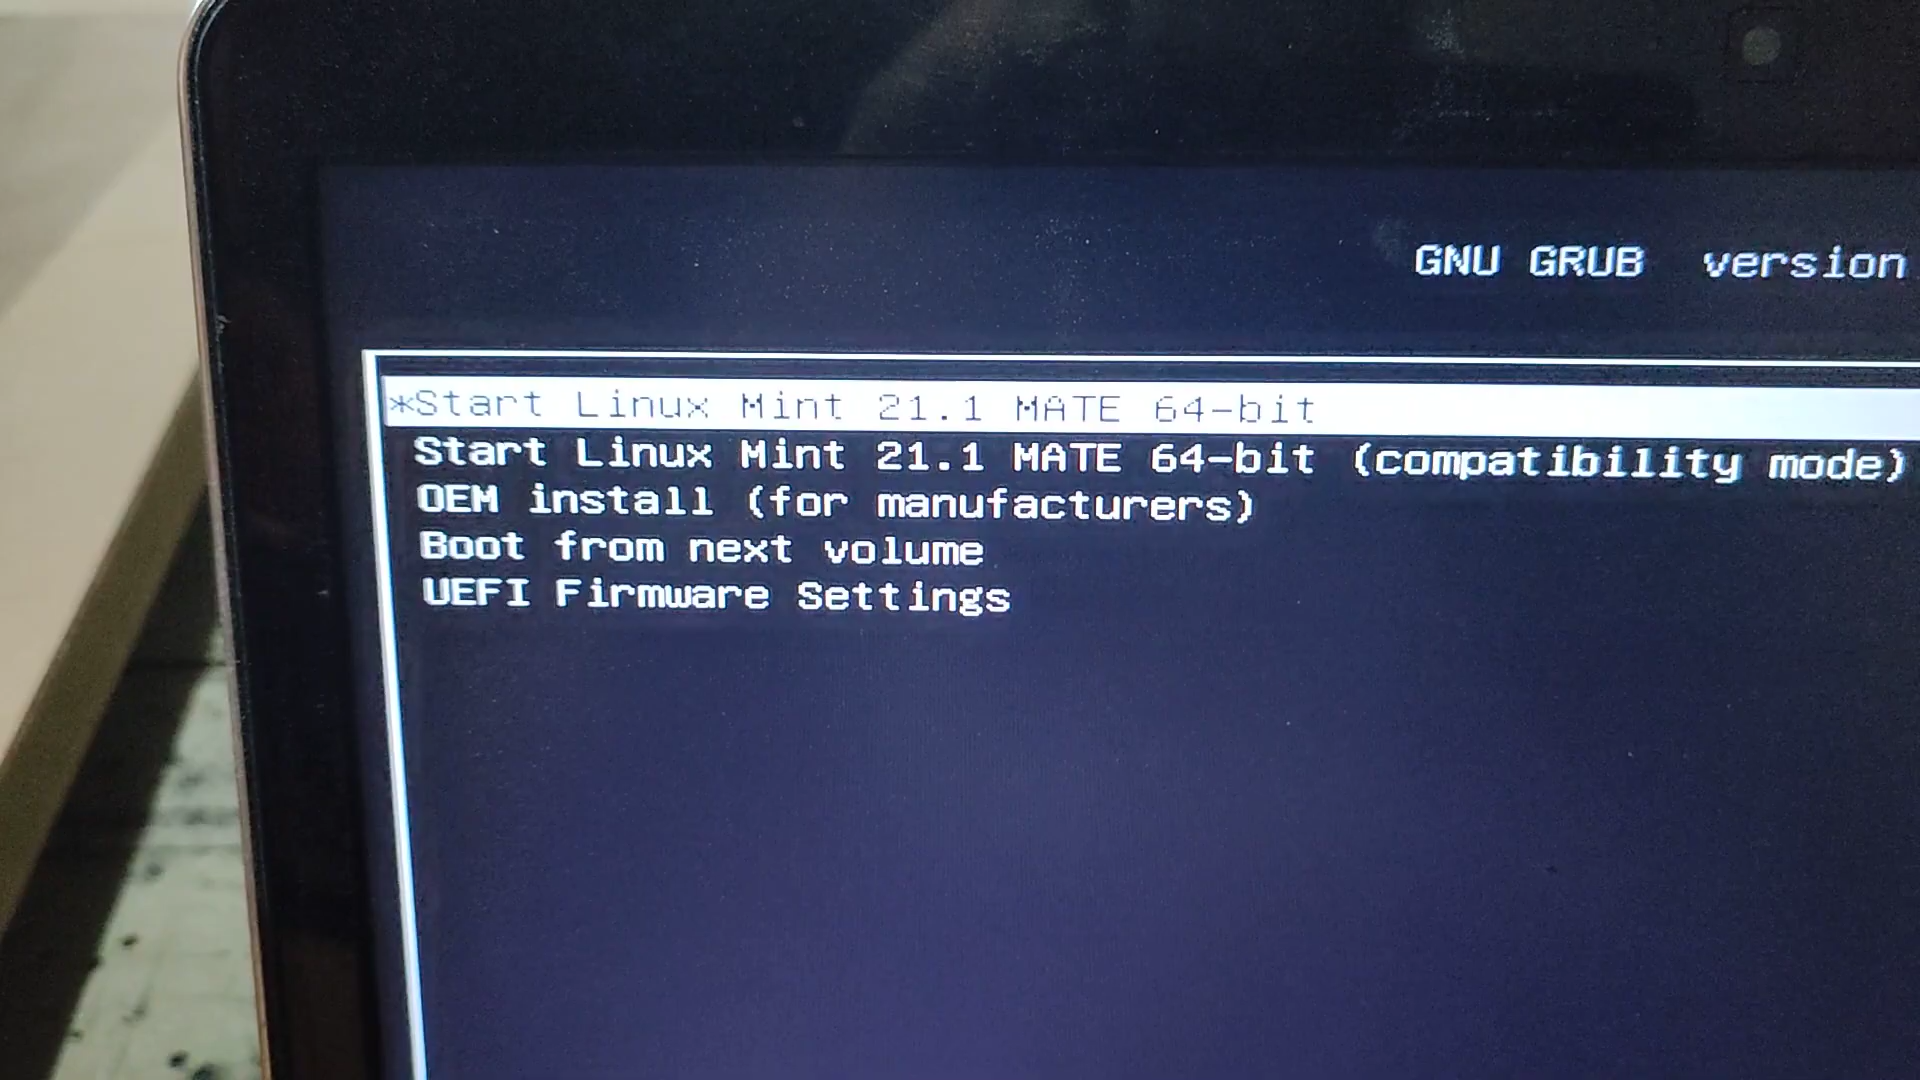 GNU GRUB version
*Start Linux Mint 21.1 MATE 64-bit
Start Linux Mint 21.1 MATE 64-bit (compatibility mode)
OEM install (for manufacturers)
Boot from next volume
UEFI Firmware Settings